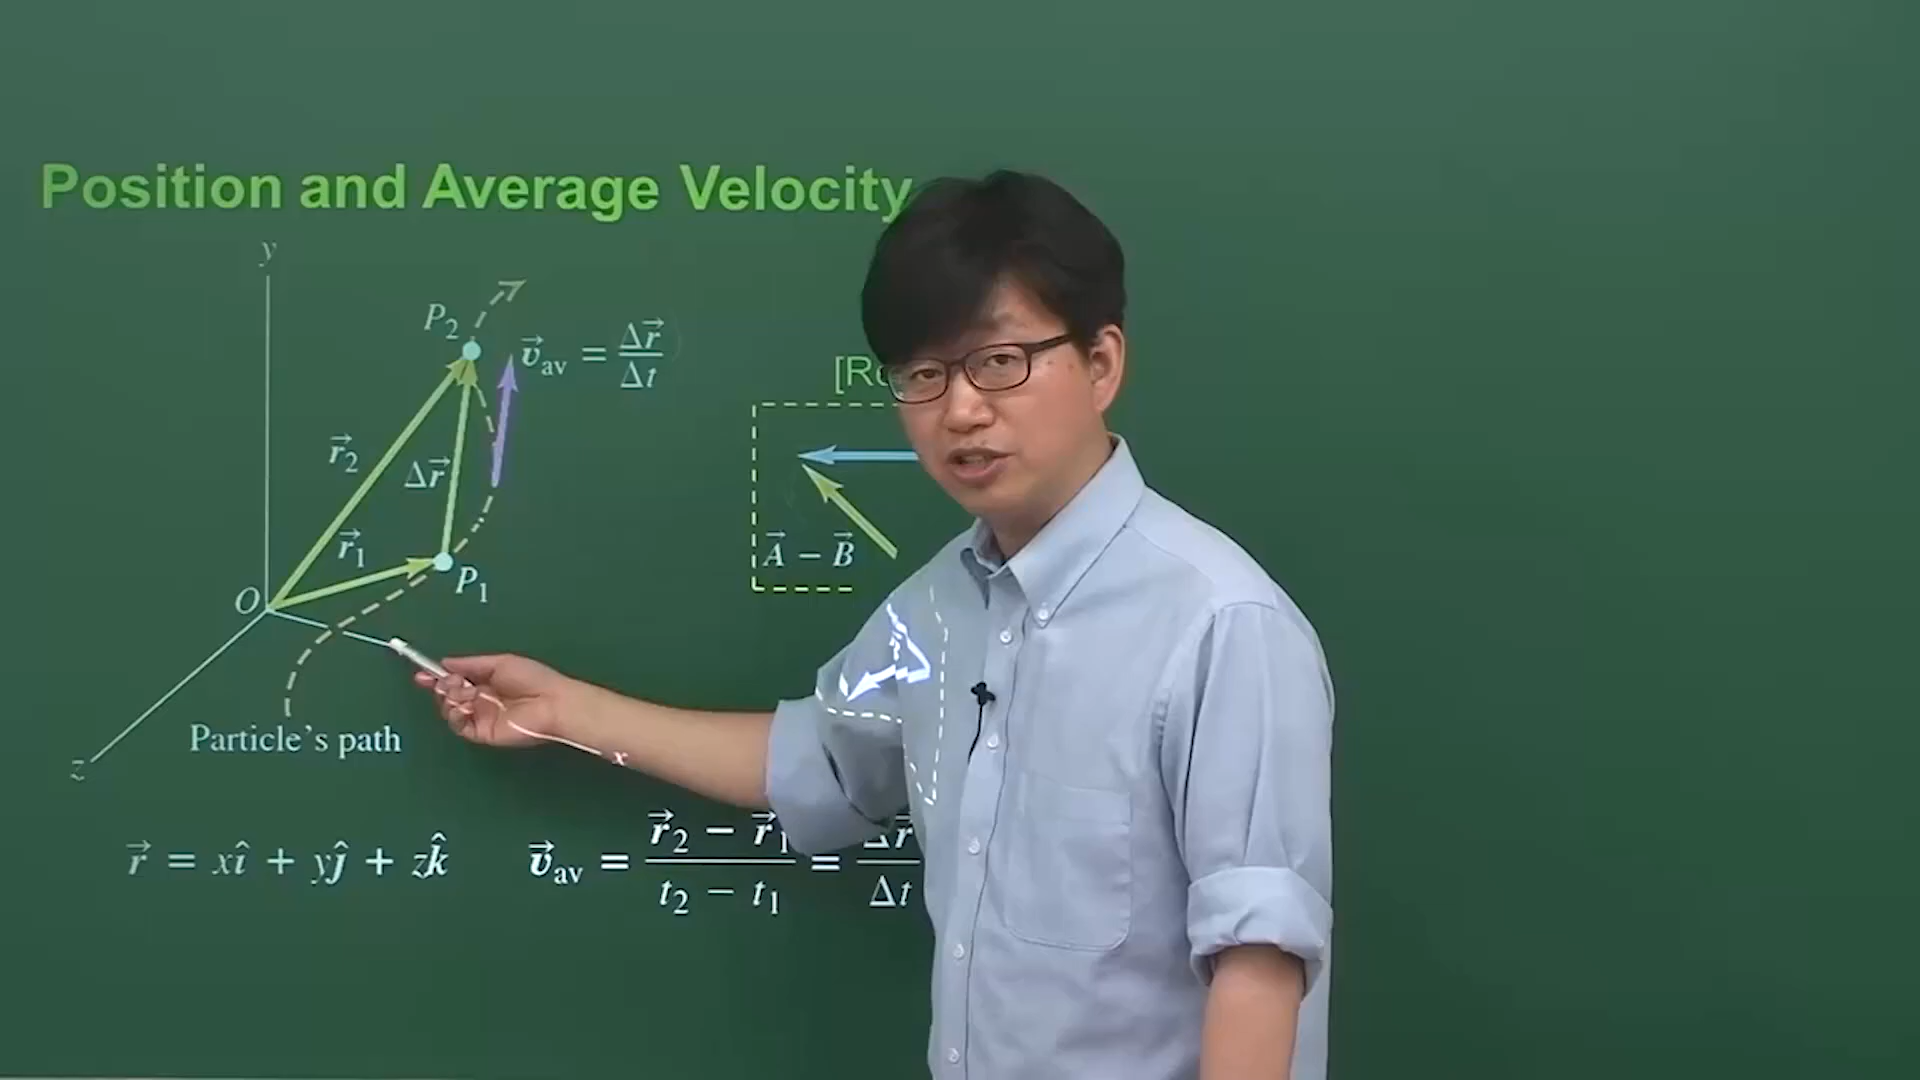 Position and Average Velocity
y
P₂
v⃗av = Δr⃗/Δt
r⃗₂
Δr⃗
r⃗₁
O
P₁
A⃗ − B⃗
Particle's path
x
z
r⃗ = xî + yĵ + zk̂
v⃗av = (r⃗₂ − r⃗₁)/(t₂ − t₁) = Δr⃗/Δt